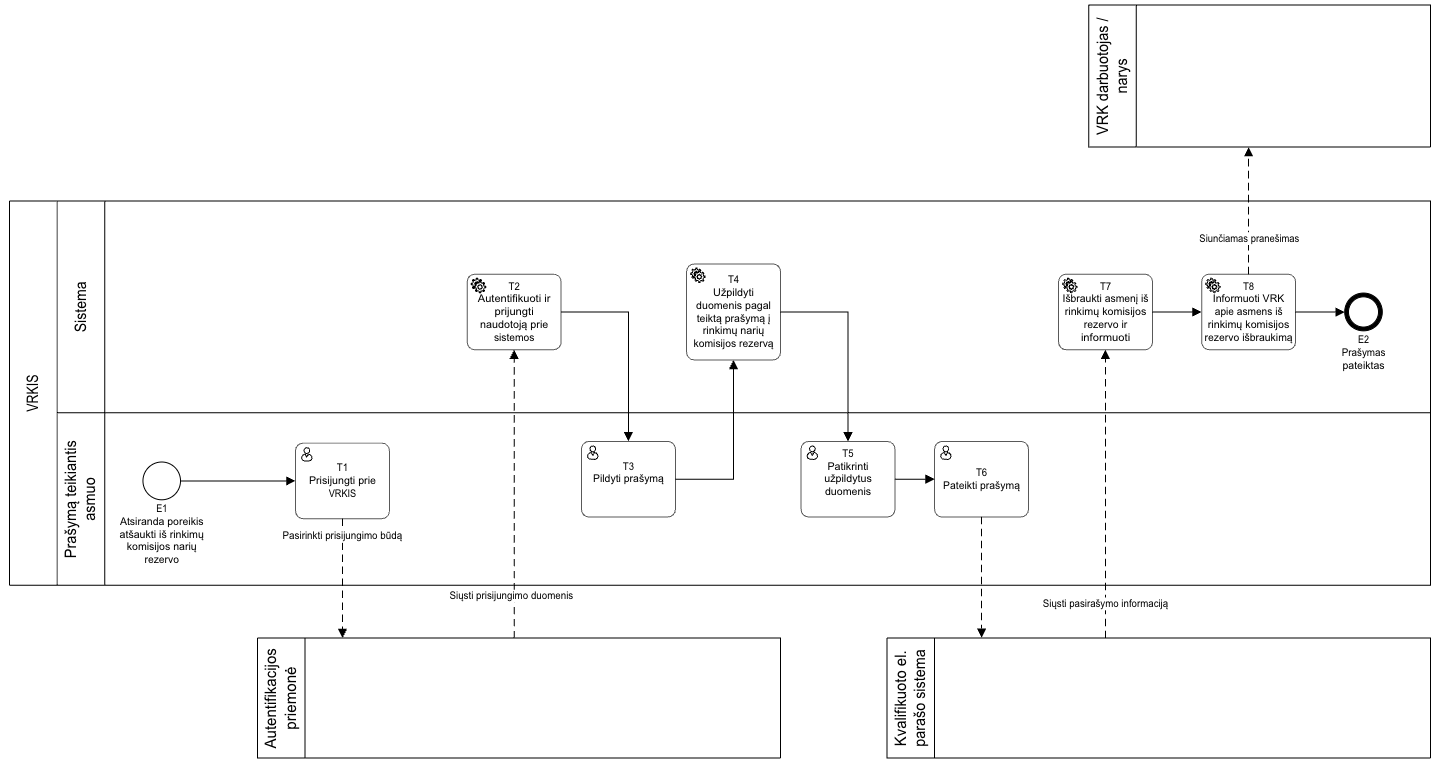 VRK darbuotojas /
narys
VRKIS
Sistema
Siunčiamas pranešimas
T2
Autentifikuoti ir
prijungti
naudotoją prie
sistemos
T4
Užpildyti
duomenis pagal
teiktą prašymą į
rinkimų narių
komisijos rezervą
T7
Išbraukti asmenį iš
rinkimų komisijos
rezervo ir
informuoti
T8
Informuoti VRK
apie asmens iš
rinkimų komisijos
rezervo išbraukimą
E2
Prašymas
pateiktas
Prašymą teikiantis
asmuo
E1
Atsiranda poreikis
atšaukti iš rinkimų
komisijos narių
rezervo
T1
Prisijungti prie
VRKIS
Pasirinkti prisijungimo būdą
T3
Pildyti prašymą
T5
Patikrinti
užpildytus
duomenis
T6
Pateikti prašymą
Siųsti prisijungimo duomenis
Siųsti pasirašymo informaciją
Autentifikacijos
priemonė
Kvalifikuoto el.
parašo sistema